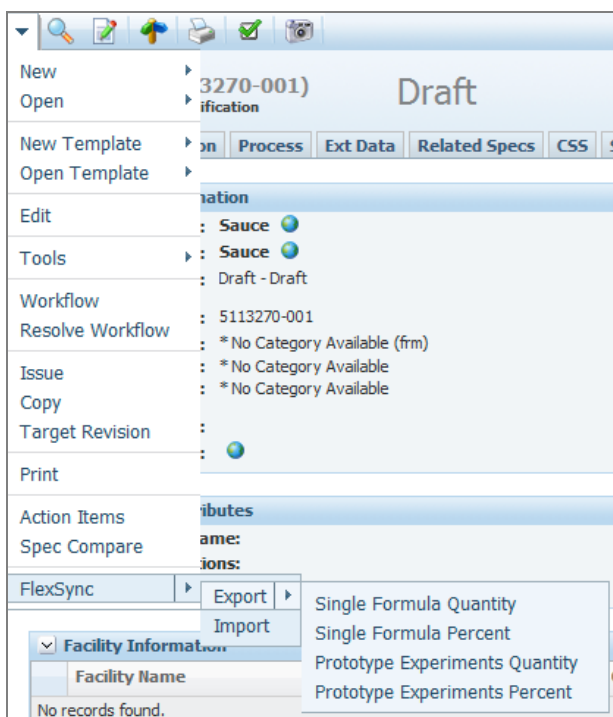 New
Open
New Template
Open Template
Edit
Tools
Workflow
Resolve Workflow
Issue
Copy
Target Revision
Print
Action Items
Spec Compare
FlexSync
Export
Import
Single Formula Quantity
Single Formula Percent
Prototype Experiments Quantity
Prototype Experiments Percent
3270-001)
Draft
ification
on Process Ext Data Related Specs CSS
nation
: Sauce
: Sauce
: Draft - Draft
: 5113270-001
: * No Category Available (frm)
: * No Category Available
: * No Category Available
:
:
ributes
ame:
ions:
Facility Information
Facility Name
No records found.